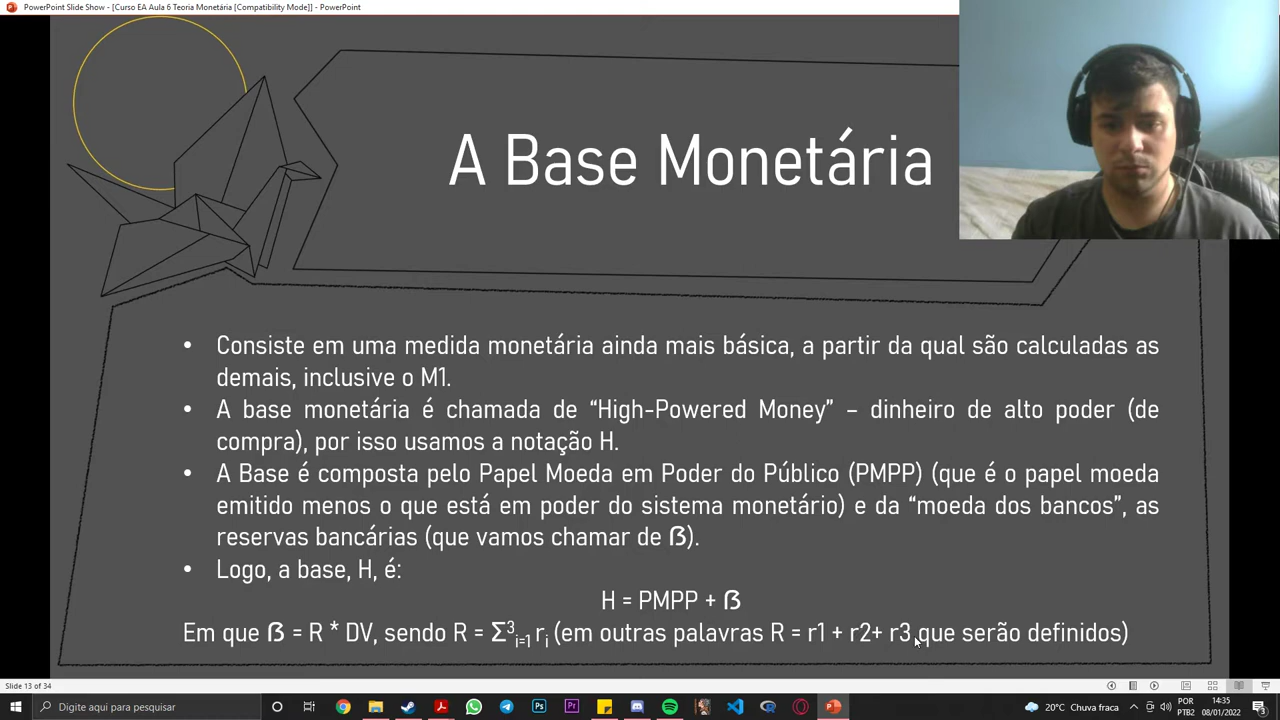 PowerPoint Slide Show - [Curso EA Aula 6 Teoria Monetária [Compatibility Mode]] - PowerPoint
A Base Monetária
• Consiste em uma medida monetária ainda mais básica, a partir da qual são calculadas as
demais, inclusive o M1.
• A base monetária é chamada de “High-Powered Money” – dinheiro de alto poder (de
compra), por isso usamos a notação H.
• A Base é composta pelo Papel Moeda em Poder do Público (PMPP) (que é o papel moeda
emitido menos o que está em poder do sistema monetário) e da “moeda dos bancos”, as
reservas bancárias (que vamos chamar de ẞ).
• Logo, a base, H, é:
H = PMPP + ẞ
Em que ẞ = R * DV, sendo R = Σ³ᵢ₌₁ rᵢ (em outras palavras R = r1 + r2+ r3 que serão definidos)
Slide 13 of 34
Digite aqui para pesquisar
20°C Chuva fraca
POR
PTB2
14:35
08/01/2022